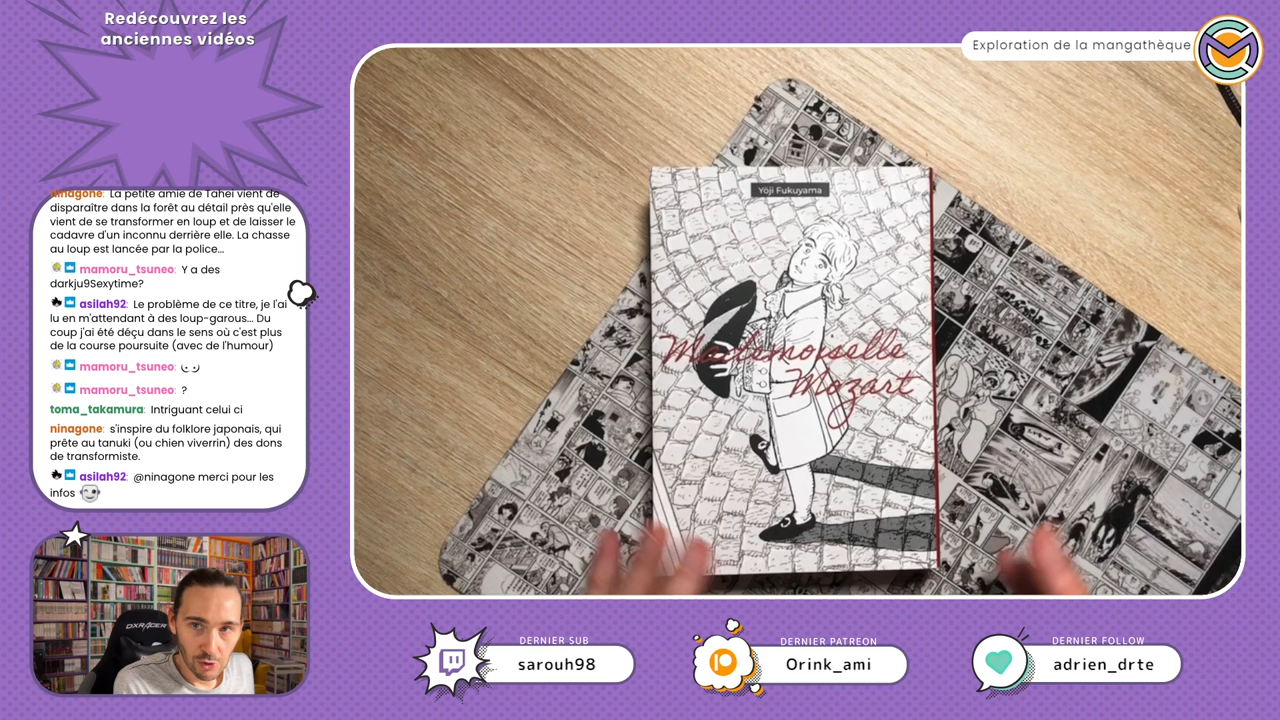 Redécouvrez les
anciennes vidéos
Exploration de la mangathèque
ninagone: La petite amie de Tahei vient de
disparaître dans la forêt au détail près qu'elle
vient de se transformer en loup et de laisser le
cadavre d'un inconnu derrière elle. La chasse
au loup est lancée par la police...
mamoru_tsuneo: Y a des
darkju9Sexytime?
asilah92: Le problème de ce titre, je l'ai
lu en m'attendant à des loup-garous... Du
coup j'ai été déçu dans le sens où c'est plus
de la course poursuite (avec de l'humour)
mamoru_tsuneo:
mamoru_tsuneo: ?
toma_takamura: Intriguant celui ci
ninagone: s'inspire du folklore japonais, qui
prête au tanuki (ou chien viverrin) des dons
de transformiste.
asilah92: @ninagone merci pour les
infos
Yōji Fukuyama
Mademoiselle
Mozart
DXRACER
DERNIER SUB
sarouh98
DERNIER PATREON
Orink_ami
DERNIER FOLLOW
adrien_drte